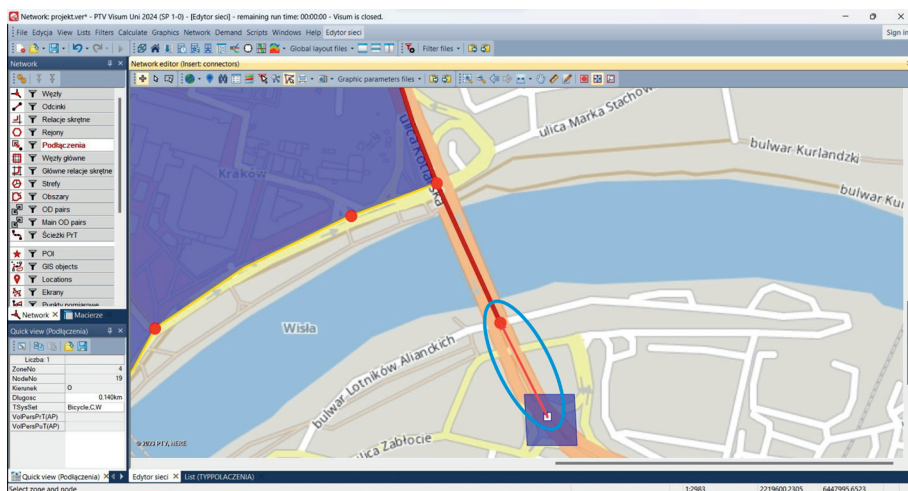 Network: projekt.ver* - PTV Visum Uni 2024 (SP 1-0) - [Edytor sieci] - remaining run time: 00:00:00 - Visum is closed.
File Edycja View Lists Filters Calculate Graphics Network Demand Scripts Windows Help Edytor sieci Sign in
Global layout files Filter files
Network
Network editor (Insert: connectors)
Graphic parameters files
Węzły
Odcinki
Relacje skrętne
Rejony
Podłączenia
Węzły główne
Główne relacje skrętne
Strefy
Obszary
OD pairs
Main OD pairs
Ścieżki PrT
POI
GIS objects
Locations
Ekrany
Punkty pomiarowe
Network Macierze
Quick view (Podłączenia)
Liczba: 1
ZoneNo 4
NodeNo 19
Kierunek O
Dlugosc 0.140km
TSysSet Bicycle,C,W
VolPersPrT(AP)
VolPersPuT(AP)
ulica Marka Stachow
bulwar Kurlandzki
bulwar Kur
Kraków
Wisła
bulwar Lotników Alianckich
ulica Zabłocie
© 2023 PTV, HERE
Quick view (Podłączenia) Edytor sieci List (TYPPOLACZENIA)
Select zone and node 1:2983 2219600.2305 6447995.6523